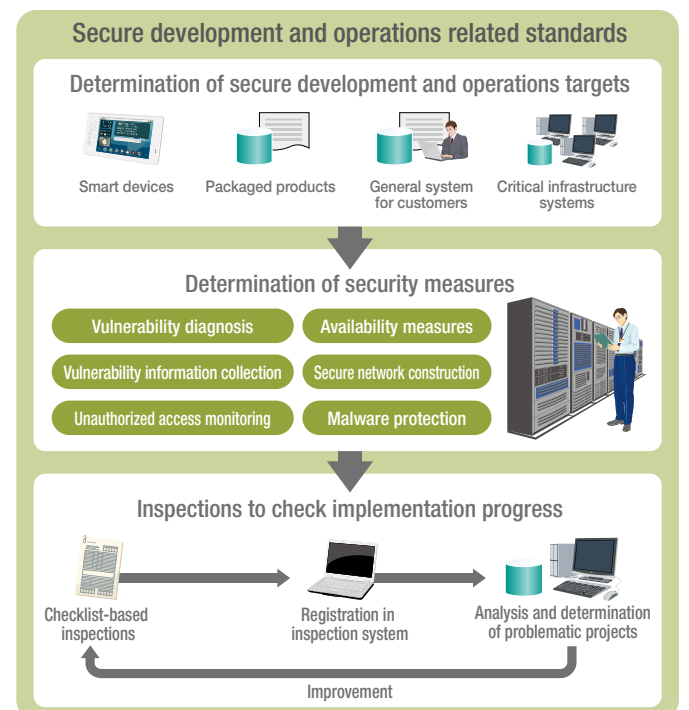 Secure development and operations related standards
Determination of secure development and operations targets
Smart devices
Packaged products
General system
for customers
Critical infrastructure
systems
Determination of security measures
Vulnerability diagnosis
Availability measures
Vulnerability information collection
Secure network construction
Unauthorized access monitoring
Malware protection
Inspections to check implementation progress
Checklist-based
inspections
Registration in
inspection system
Analysis and determination
of problematic projects
Improvement